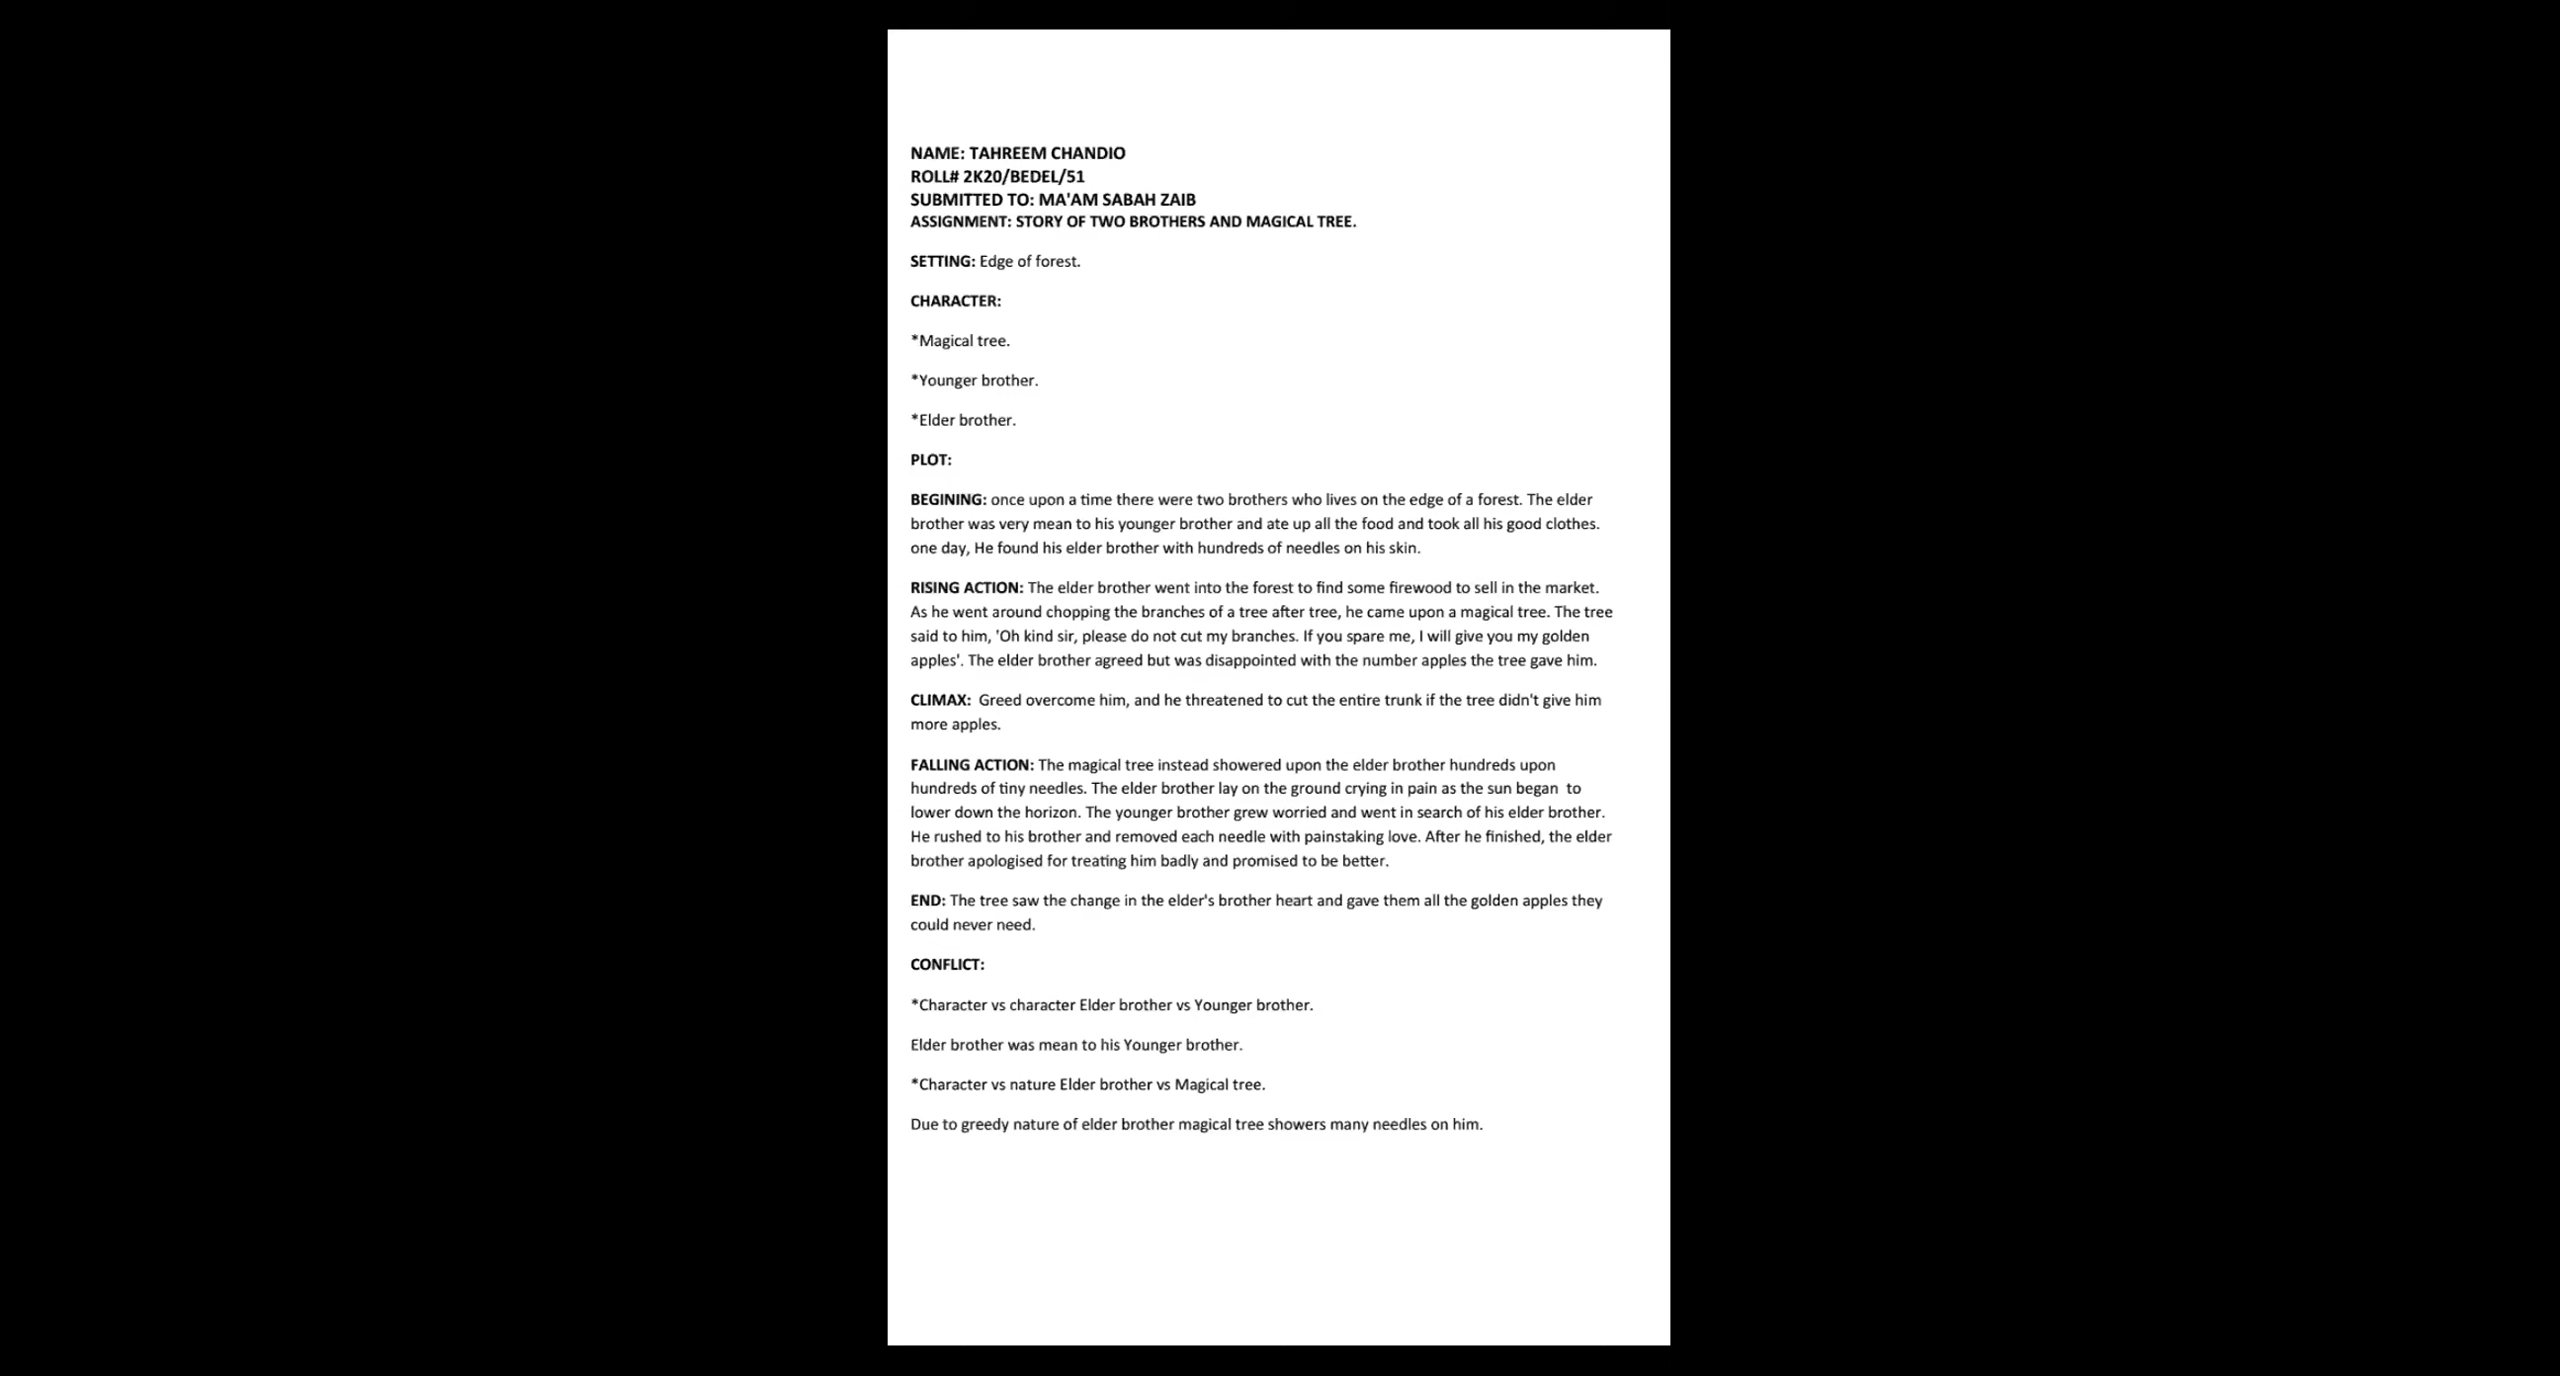 NAME: TAHREEM CHANDIO
ROLL# 2K20/BEDEL/51
SUBMITTED TO: MA'AM SABAH ZAIB
ASSIGNMENT: STORY OF TWO BROTHERS AND MAGICAL TREE.
SETTING: Edge of forest.
CHARACTER:
*Magical tree.
*Younger brother.
*Elder brother.
PLOT:
BEGINING: once upon a time there were two brothers who lives on the edge of a forest. The elder
brother was very mean to his younger brother and ate up all the food and took all his good clothes.
one day, He found his elder brother with hundreds of needles on his skin.
RISING ACTION: The elder brother went into the forest to find some firewood to sell in the market.
As he went around chopping the branches of a tree after tree, he came upon a magical tree. The tree
said to him, 'Oh kind sir, please do not cut my branches. If you spare me, I will give you my golden
apples'. The elder brother agreed but was disappointed with the number apples the tree gave him.
CLIMAX:  Greed overcome him, and he threatened to cut the entire trunk if the tree didn't give him
more apples.
FALLING ACTION: The magical tree instead showered upon the elder brother hundreds upon
hundreds of tiny needles. The elder brother lay on the ground crying in pain as the sun began  to
lower down the horizon. The younger brother grew worried and went in search of his elder brother.
He rushed to his brother and removed each needle with painstaking love. After he finished, the elder
brother apologised for treating him badly and promised to be better.
END: The tree saw the change in the elder's brother heart and gave them all the golden apples they
could never need.
CONFLICT:
*Character vs character Elder brother vs Younger brother.
Elder brother was mean to his Younger brother.
*Character vs nature Elder brother vs Magical tree.
Due to greedy nature of elder brother magical tree showers many needles on him.